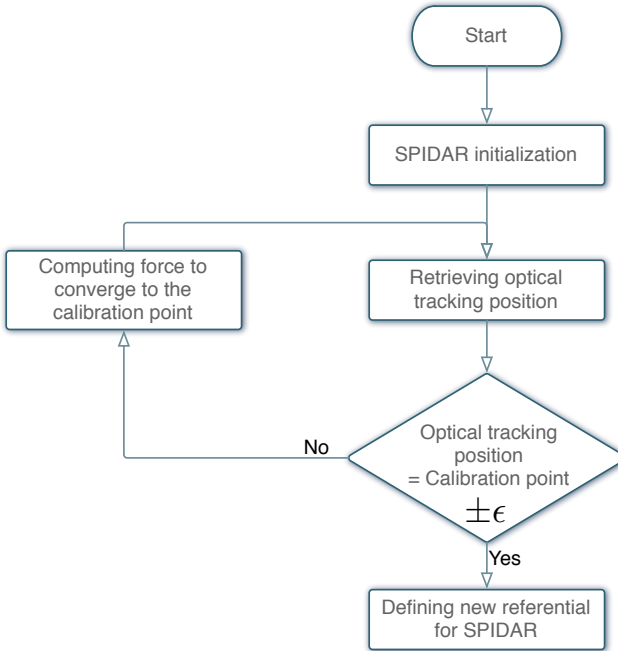 Start
SPIDAR initialization
Computing force to
converge to the
calibration point
Retrieving optical
tracking position
No
Optical tracking
position
= Calibration point
±ϵ
Yes
Defining new referential
for SPIDAR